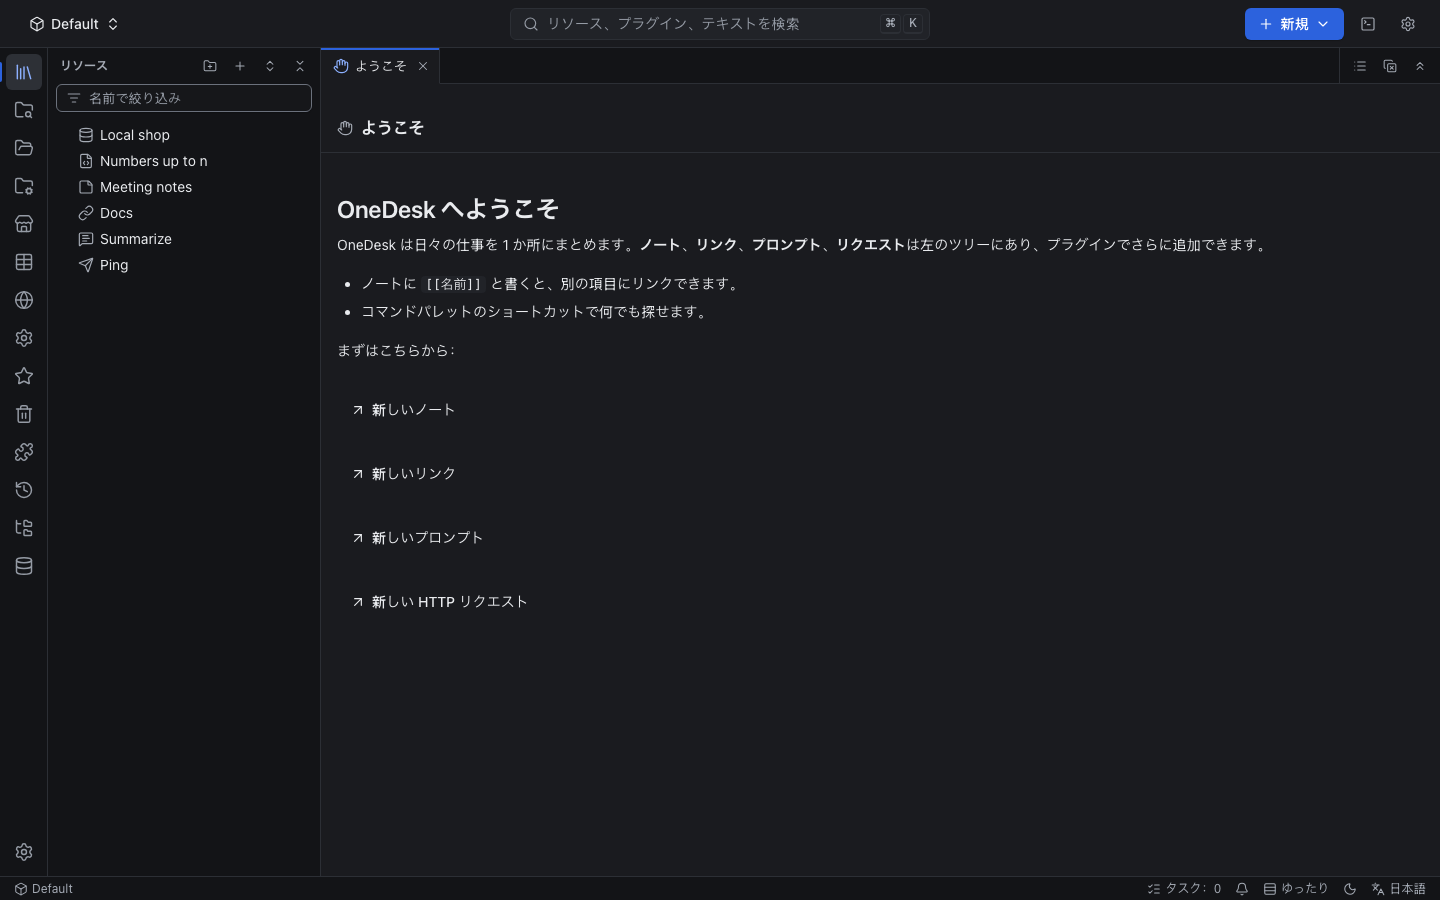 Default
リソース、プラグイン、テキストを検索
⌘ K
新規
リソース
ようこそ
名前で絞り込み
Local shop
Numbers up to n
Meeting notes
Docs
Summarize
Ping
ようこそ
OneDesk へようこそ
OneDesk は日々の仕事を 1 か所にまとめます。ノート、リンク、プロンプト、リクエストは左のツリーにあり、プラグインでさらに追加できます。
• ノートに [[名前]] と書くと、別の項目にリンクできます。
• コマンドパレットのショートカットで何でも探せます。
まずはこちらから:
新しいノート
新しいリンク
新しいプロンプト
新しい HTTP リクエスト
Default
タスク: 0
ゆったり
日本語